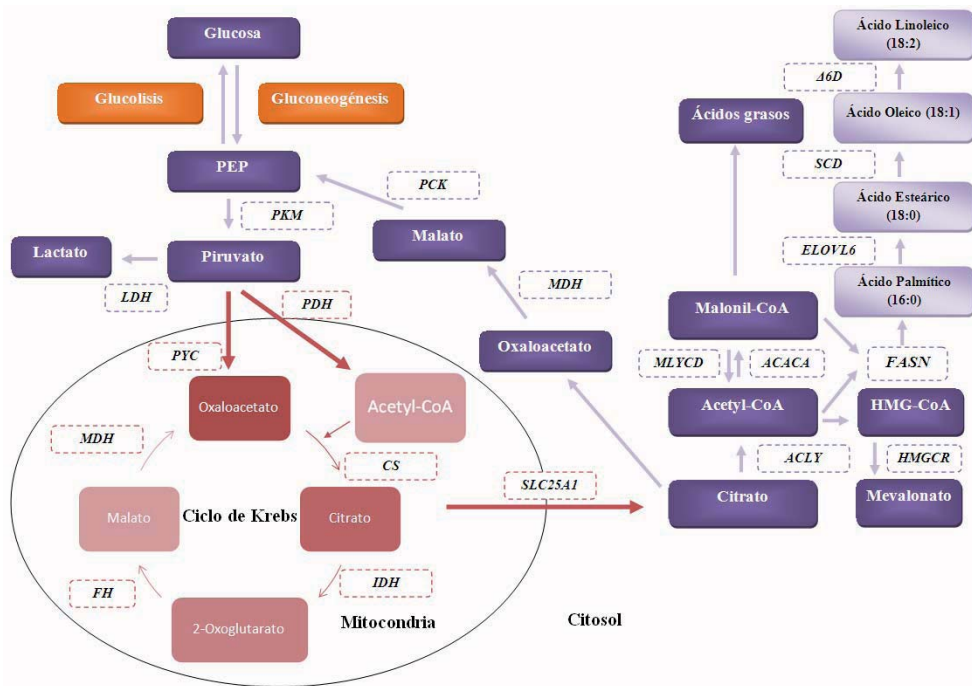 Glucosa
Glucolisis
Gluconeogénesis
PEP
PCK
PKM
Malato
Lactato
Piruvato
LDH
PDH
MDH
Oxaloacetato
PYC
Oxaloacetato
Acetyl-CoA
MDH
CS
SLC25A1
Malato
Ciclo de Krebs
Citrato
FH
IDH
2-Oxoglutarato
Mitocondria
Citosol
Ácido Linoleico
(18:2)
Δ6D
Ácidos grasos
Ácido Oleico (18:1)
SCD
Ácido Esteárico
(18:0)
ELOVL6
Ácido Palmítico
(16:0)
Malonil-CoA
MLYCD
ACACA
FASN
Acetyl-CoA
HMG-CoA
ACLY
HMGCR
Citrato
Mevalonato